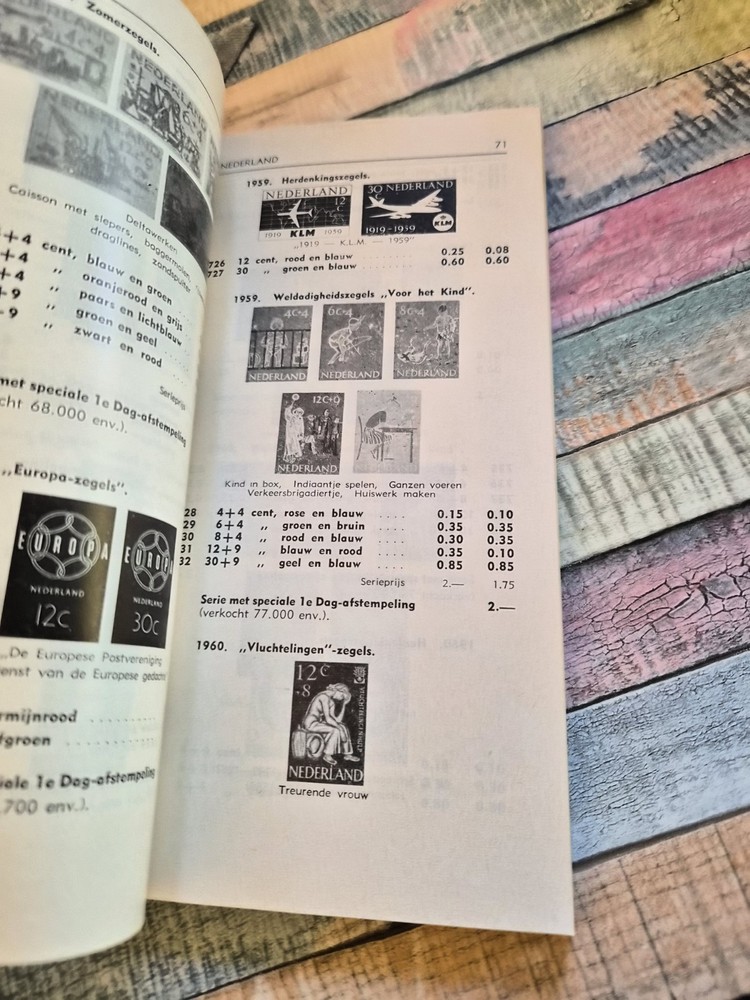 Zomerzegels.
NEDERLAND
NEDERLAND
Deltawerken
Caisson met slepers, baggermolen,
draglines, zandspuiter
4+4 cent, blauw en groen
+4 „ oranjerood en grijs
+4 „ paars en lichtblauw
+9 „ groen en geel
+9 „ zwart en rood
Serieprijs
met speciale 1e Dag-afstempeling
cht 68.000 env.).
„Europa-zegels”.
EUROPA
NEDERLAND
12C
EUROPA
NEDERLAND
30C
„De Europese Postvereniging
enst van de Europese gedach
rmijnrood
fgroen
iale 1e Dag-afstempeling
.700 env.).
NEDERLAND 71
1959. Herdenkingszegels.
NEDERLAND
12
C
1919 KLM 1959
30 NEDERLAND
1919-1959
KLM
„1919 — K.L.M. — 1959”
726 12 cent, rood en blauw 0.25 0.08
727 30 „ groen en blauw 0.60 0.60
1959. Weldadigheidszegels „Voor het Kind”.
4C+4
NEDERLAND
6C+4
NEDERLAND
8C+4
NEDERLAND
12C+9
NEDERLAND
Kind in box, Indiaantje spelen, Ganzen voeren
Verkeersbrigadiertje, Huiswerk maken
28 4+4 cent, rose en blauw .... 0.15 0.10
29 6+4 „ groen en bruin .... 0.35 0.35
30 8+4 „ rood en blauw .... 0.30 0.35
31 12+9 „ blauw en rood .... 0.35 0.10
32 30+9 „ geel en blauw .... 0.85 0.85
Serieprijs 2.— 1.75
Serie met speciale 1e Dag-afstempeling 2.—
(verkocht 77.000 env.).
1960. „Vluchtelingen”-zegels.
12C
+8
NEDERLAND
Treurende vrouw